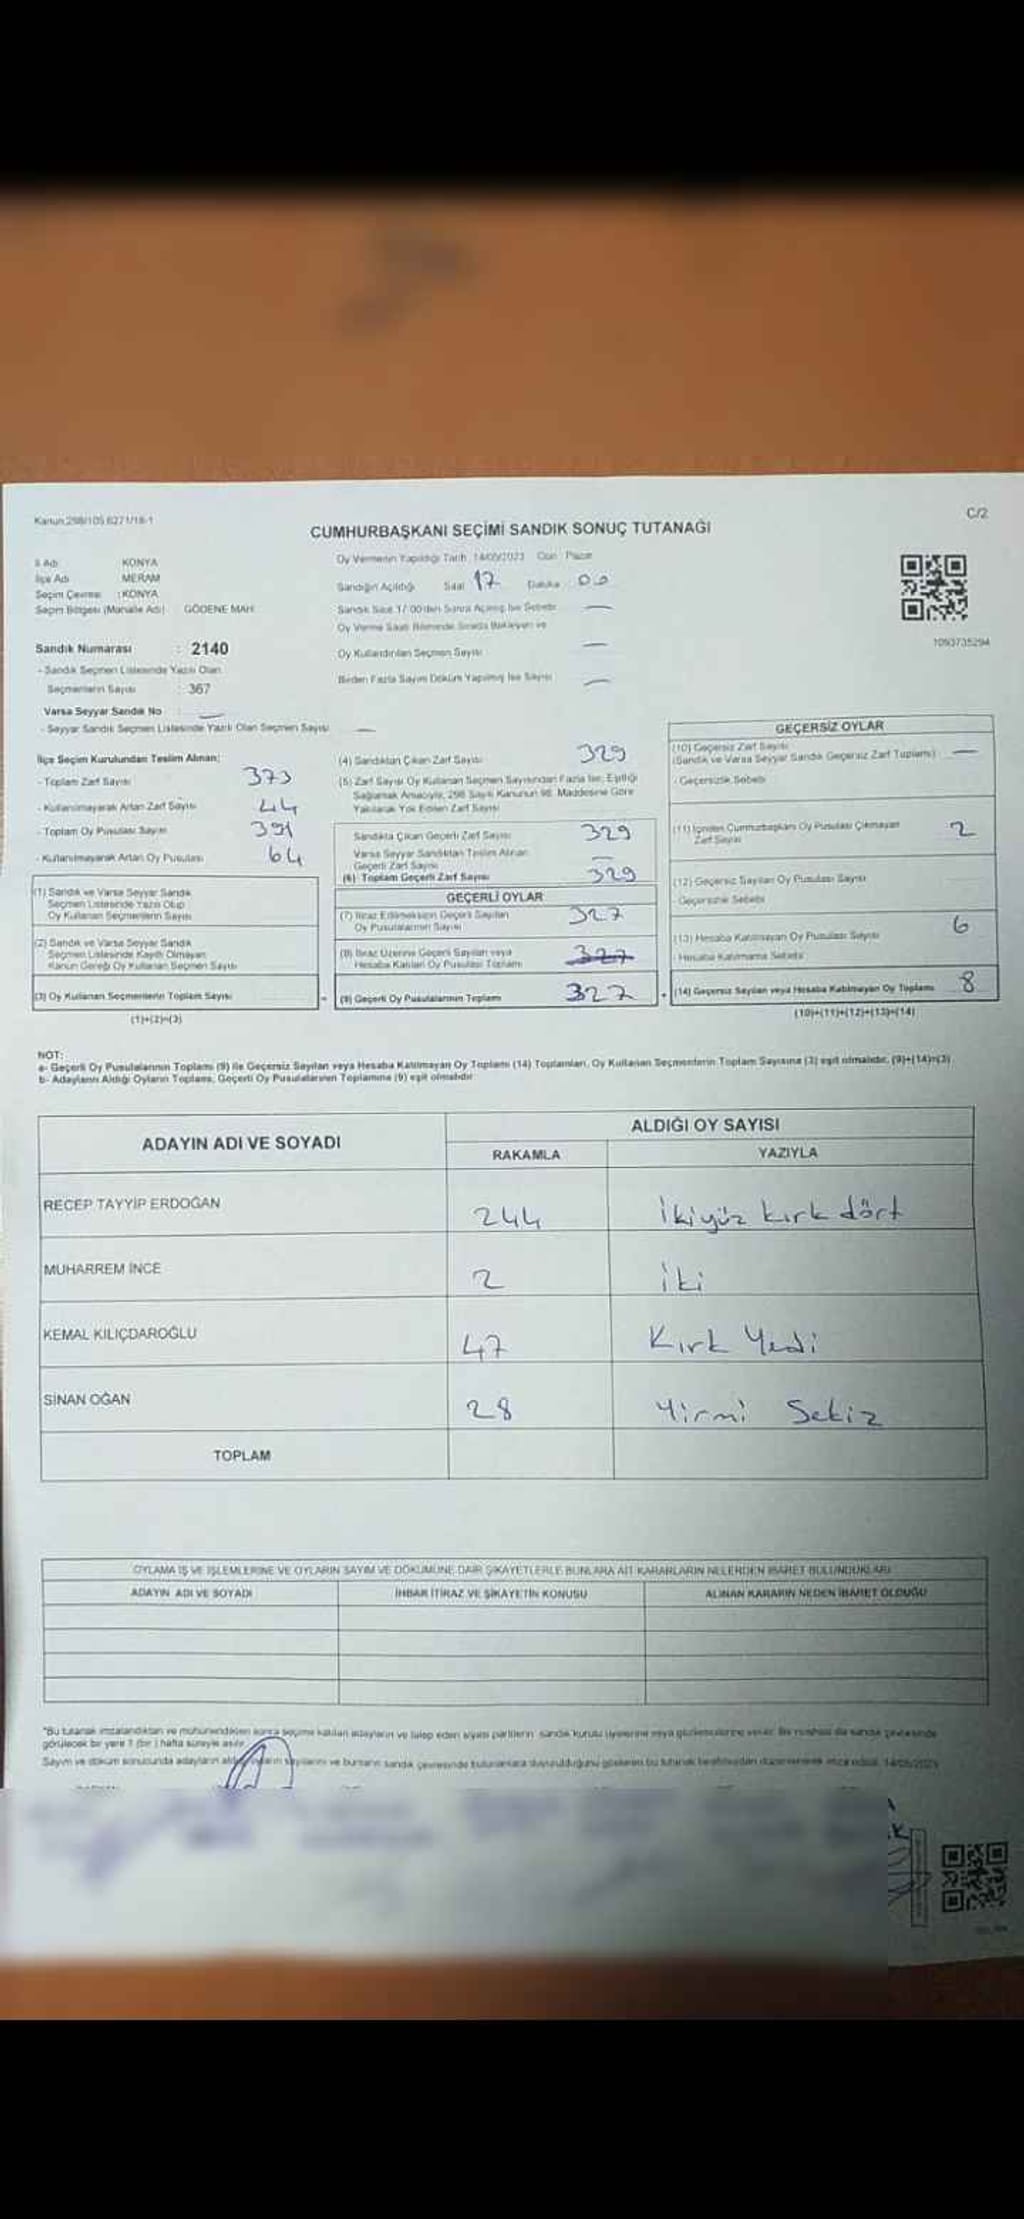 Kanun:298/105 6271/18-1
C/2
CUMHURBAŞKANI SEÇİMİ SANDIK SONUÇ TUTANAĞI
İl Adı KONYA
İlçe Adı MERAM
Seçim Çevresi : KONYA
Seçim Bölgesi (Mahalle Adı) GÖDENE MAH
Sandık Numarası : 2140
- Sandık Seçmen Listesinde Yazılı Olan
Seçmenlerin Sayısı : 367
Varsa Seyyar Sandık No : —
- Seyyar Sandık Seçmen Listesinde Yazılı Olan Seçmen Sayısı —
Oy Vermenin Yapıldığı Tarih 14/05/2023 Gün Pazar
Sandığın Açıldığı Saat 17 Dakika 00
Sandık Saat 17:00'den Sonra Açılmış İse Sebebi —
Oy Verme Saati Bitiminde Sırada Bekleyen ve
Oy Kullandırılan Seçmen Sayısı —
Birden Fazla Sayım Döküm Yapılmış İse Sayısı —
1093735294
İlçe Seçim Kurulundan Teslim Alınan;
- Toplam Zarf Sayısı 373
- Kullanılmayarak Artan Zarf Sayısı 44
- Toplam Oy Pusulası Sayısı 391
- Kullanılmayarak Artan Oy Pusulası 64
(1) Sandık ve Varsa Seyyar Sandık
Seçmen Listesinde Yazılı Olup
Oy Kullanan Seçmenlerin Sayısı
(2) Sandık ve Varsa Seyyar Sandık
Seçmen Listesinde Kayıtlı Olmayan
Kanun Gereği Oy Kullanan Seçmen Sayısı
(3) Oy Kullanan Seçmenlerin Toplam Sayısı
(1)+(2)=(3)
(4) Sandıktan Çıkan Zarf Sayısı 329
(5) Zarf Sayısı Oy Kullanan Seçmen Sayısından Fazla İse; Eşitliği
Sağlamak Amacıyla, 298 Sayılı Kanunun 98. Maddesine Göre
Yakılarak Yok Edilen Zarf Sayısı
Sandıkta Çıkan Geçerli Zarf Sayısı 329
Varsa Seyyar Sandıktan Teslim Alınan
Geçerli Zarf Sayısı —
(6) Toplam Geçerli Zarf Sayısı 329
GEÇERLİ OYLAR
(7) İtiraz Edilmeksizin Geçerli Sayılan
Oy Pusulalarının Sayısı 327
(8) İtiraz Üzerine Geçerli Sayılan veya
Hesaba Katılan Oy Pusulası Toplamı 327
(9) Geçerli Oy Pusulalarının Toplamı 327
GEÇERSİZ OYLAR
(10) Geçersiz Zarf Sayısı
(Sandık ve Varsa Seyyar Sandık Geçersiz Zarf Toplamı) —
- Geçersizlik Sebebi
(11) İçinden Cumhurbaşkanı Oy Pusulası Çıkmayan
Zarf Sayısı 2
(12) Geçersiz Sayılan Oy Pusulası Sayısı
Geçersizlik Sebebi
(13) Hesaba Katılmayan Oy Pusulası Sayısı 6
Hesaba Katılmama Sebebi
(14) Geçersiz Sayılan veya Hesaba Katılmayan Oy Toplamı 8
(10)+(11)+(12)+(13)=(14)
NOT:
a- Geçerli Oy Pusulalarının Toplamı (9) ile Geçersiz Sayılan veya Hesaba Katılmayan Oy Toplamı (14) Toplamları, Oy Kullanan Seçmenlerin Toplam Sayısına (3) eşit olmalıdır. (9)+(14)=(3)
b- Adayların Aldığı Oyların Toplamı, Geçerli Oy Pusulalarının Toplamına (9) eşit olmalıdır.
ADAYIN ADI VE SOYADI
ALDIĞI OY SAYISI
RAKAMLA YAZIYLA
RECEP TAYYİP ERDOĞAN 244 İkiyüz kırk dört
MUHARREM İNCE 2 iki
KEMAL KILIÇDAROĞLU 47 Kırk Yedi
SİNAN OĞAN 28 Yirmi Sekiz
TOPLAM
OYLAMA İŞ VE İŞLEMLERİNE VE OYLARIN SAYIM VE DÖKÜMÜNE DAİR ŞİKAYETLERLE BUNLARA AİT KARARLARIN NELERDEN İBARET BULUNDUKLARI
ADAYIN ADI VE SOYADI İHBAR İTİRAZ VE ŞİKAYETİN KONUSU ALINAN KARARIN NEDEN İBARET OLDUĞU
*Bu tutanak imzalandıktan ve mühürlendikten sonra seçime katılan adayların ve talep eden siyasi partilerin sandık kurulu üyelerine veya gözlemcilerine verilir. Bir nüshası da sandık çevresinde
görülecek bir yere 1 (bir) hafta süreyle asılır.
Sayım ve döküm sonucunda adayların aldığı oyların sayılarını ve bunların sandık çevresinde bulunanlara duyurulduğunu gösteren bu tutanak tarafımızdan düzenlenerek imza edildi. 14/05/2023